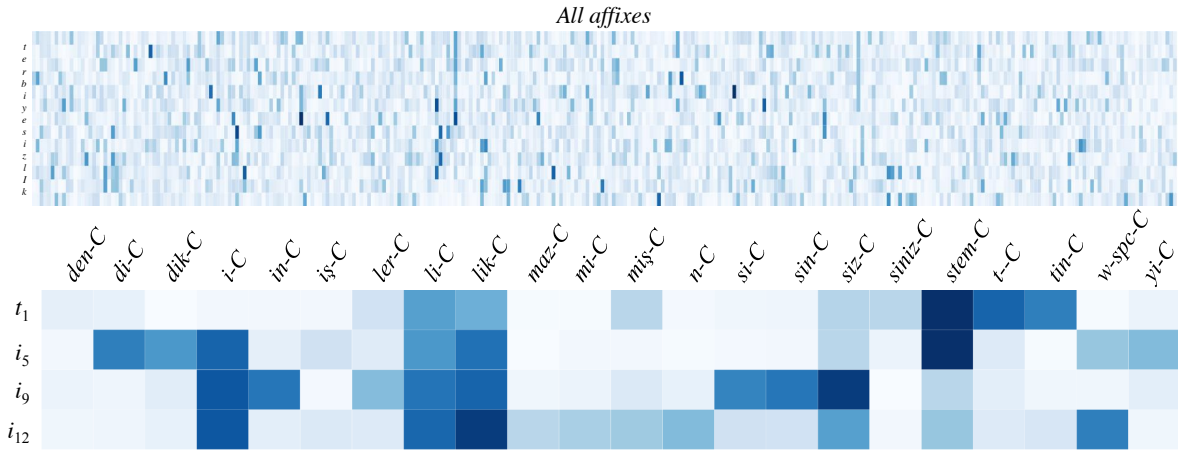 All affixes
t
e
r
b
i
y
e
s
i
z
l
I
k
den-C di-C dik-C i-C in-C iş-C ler-C li-C lik-C maz-C mi-C miş-C n-C si-C sin-C siz-C siniz-C stem-C t--C tin-C w-spc-C yi-C
t1
i5
i9
i12